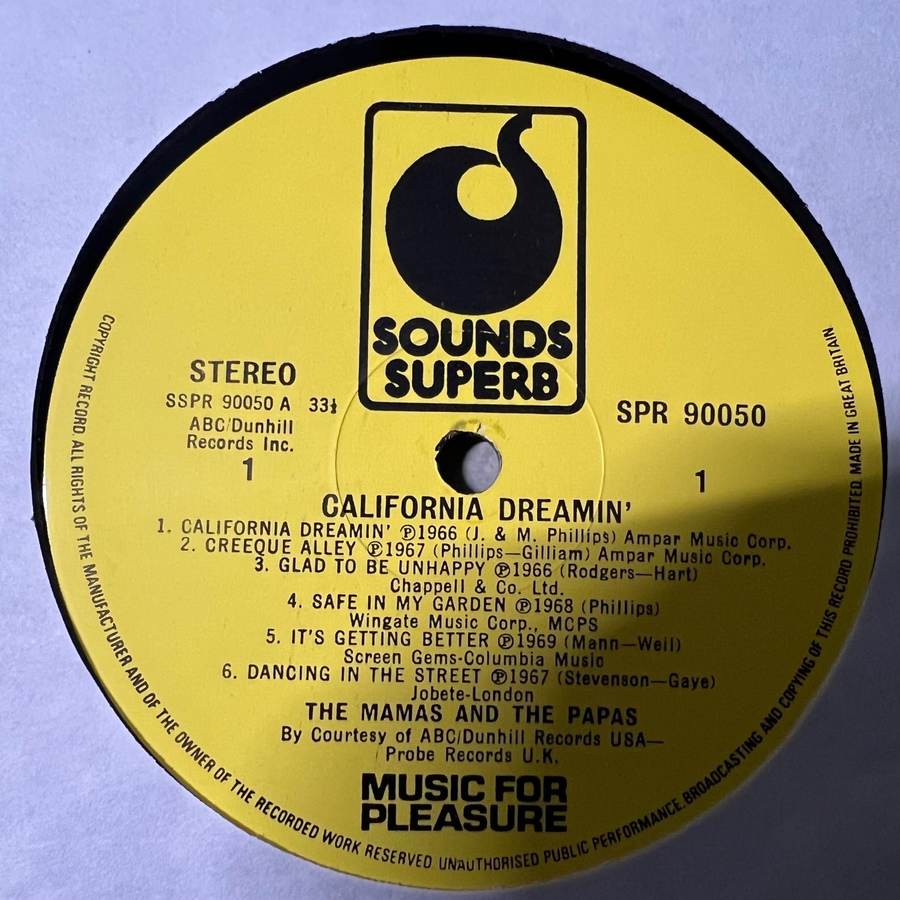 SOUNDS
SUPERB
STEREO
SSPR 90050 A 33⅓
ABC/Dunhill
Records Inc.
1
SPR 90050
1
CALIFORNIA DREAMIN'
1. CALIFORNIA DREAMIN' ℗1966 (J. & M. Phillips) Ampar Music Corp.
2. CREEQUE ALLEY ℗1967 (Phillips—Gilliam) Ampar Music Corp.
3. GLAD TO BE UNHAPPY ℗1966 (Rodgers—Hart)
Chappell & Co. Ltd.
4. SAFE IN MY GARDEN ℗1968 (Phillips)
Wingate Music Corp., MCPS
5. IT'S GETTING BETTER ℗1969 (Mann—Weil)
Screen Gems-Columbia Music
6. DANCING IN THE STREET ℗1967 (Stevenson—Gaye)
Jobete-London
THE MAMAS AND THE PAPAS
By Courtesy of ABC/Dunhill Records USA—
Probe Records U.K.
MUSIC FOR
PLEASURE
COPYRIGHT RECORD. ALL RIGHTS OF THE MANUFACTURER AND OF THE OWNER OF THE RECORDED WORK RESERVED. UNAUTHORISED PUBLIC PERFORMANCE. BROADCASTING AND COPYING OF THIS RECORD PROHIBITED. MADE IN GREAT BRITAIN